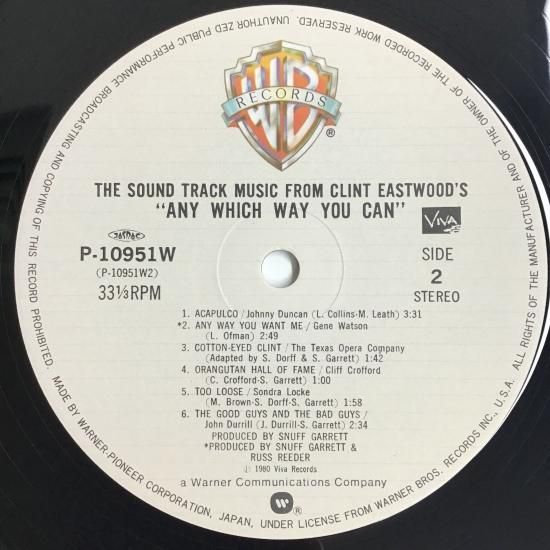 WB
RECORDS
®
THE SOUND TRACK MUSIC FROM CLINT EASTWOOD'S
"ANY WHICH WAY YOU CAN"
P-10951W
(P-10951W2)
33⅓RPM
VIVA
SIDE
2
STEREO
1. ACAPULCO / Johnny Duncan (L. Collins-M. Leath) 3:31
*2. ANY WAY YOU WANT ME / Gene Watson
(L. Ofman) 2:49
3. COTTON-EYED CLINT / The Texas Opera Company
(Adapted by S. Dorff & S. Garrett) 1:42
4. ORANGUTAN HALL OF FAME / Cliff Crofford
(C. Crofford-S. Garrett) 1:00
5. TOO LOOSE / Sondra Locke
(M. Brown-S. Dorff-S. Garrett) 1:58
6. THE GOOD GUYS AND THE BAD GUYS /
John Durrill (J. Durrill-S. Garrett) 2:34
PRODUCED BY SNUFF GARRETT
*PRODUCED BY SNUFF GARRETT &
RUSS REEDER
Ⓟ 1980 Viva Records
a Warner Communications Company
®
MADE BY WARNER-PIONEER CORPORATION, JAPAN, UNDER LICENSE FROM WARNER BROS. RECORDS INC., U.S.A. ALL RIGHTS OF THE MANUFACTURER AND OF THE OWNER OF THE RECORDED WORK RESERVED. UNAUTHORIZED PUBLIC PERFORMANCE BROADCASTING AND COPYING OF THIS RECORD PROHIBITED.